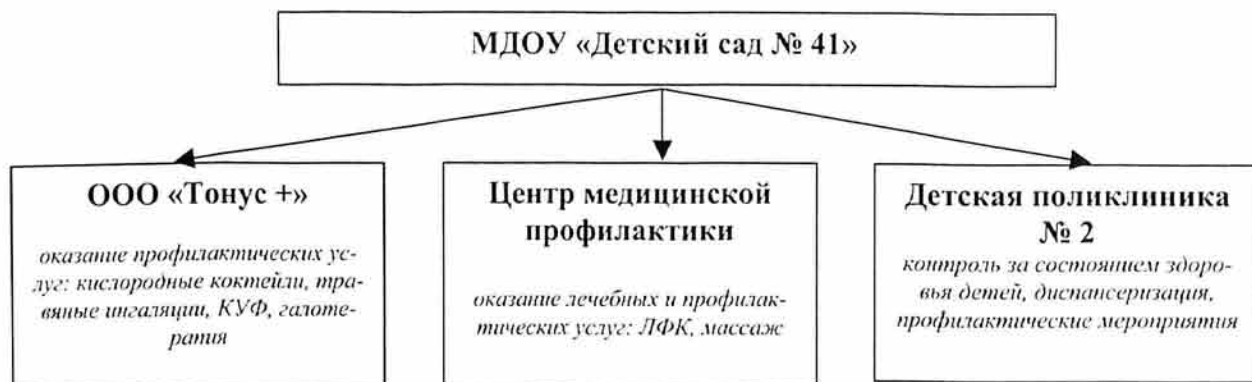 МДОУ «Детский сад № 41»
ООО «Тонус +»
оказание профилактических ус-
луг: кислородные коктейли, тра-
вяные ингаляции, КУФ, галоте-
рапия
Центр медицинской
профилактики
оказание лечебных и профилак-
тических услуг: ЛФК, массаж
Детская поликлиника
№ 2
контроль за состоянием здоро-
вья детей, диспансеризация,
профилактические мероприятия